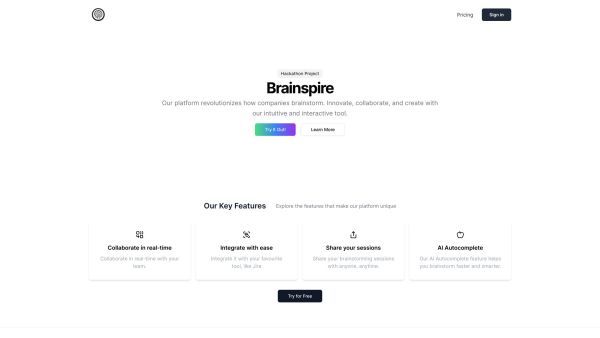 Pricing
Sign in
Hackathon Project
Brainspire
Our platform revolutionizes how companies brainstorm. Innovate, collaborate, and create with
our intuitive and interactive tool.
Try it Out!
Learn More
Our Key Features
Explore the features that make our platform unique
Collaborate in real-time
Integrate with ease
Share your sessions
AI Autocomplete
Collaborate in real-time with your
team.
Integrate it with your favourite
tool, like Jira.
Share your brainstorming sessions
with anyone, anytime.
Our AI Autocomplete feature helps
you brainstorm faster and smarter.
Try for Free